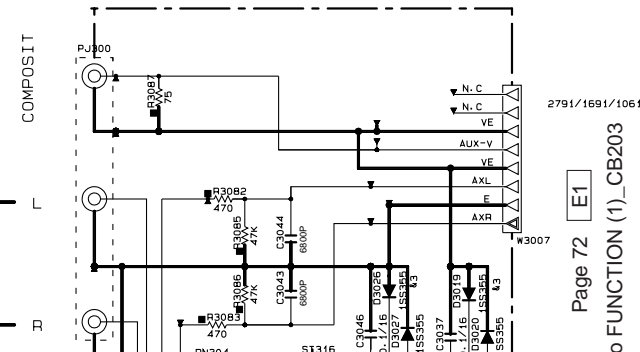 COMPOSIT
PJ300
R3087
75
N.C
N.C
VE
AUX-V
VE
AXL
E
AXR
W3007
2791/1691/1061
Page 72 E1
o FUNCTION (1)_CB203
L
R3082
470
R3085
47K
C3044
6800P
R3086
47K
C3043
6800P
R
R3083
470
C3046
D3026
1SS355
&3
D3027
1SS355
C3037
D3019
1SS355
&3
D3020
1SS355